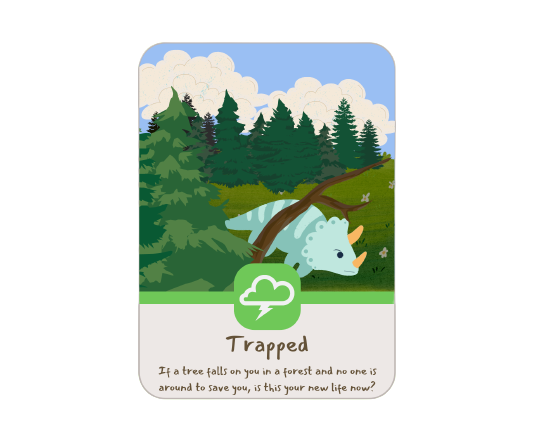 Trapped
If a tree falls on you in a forest and no one is
around to save you, is this your new life now?